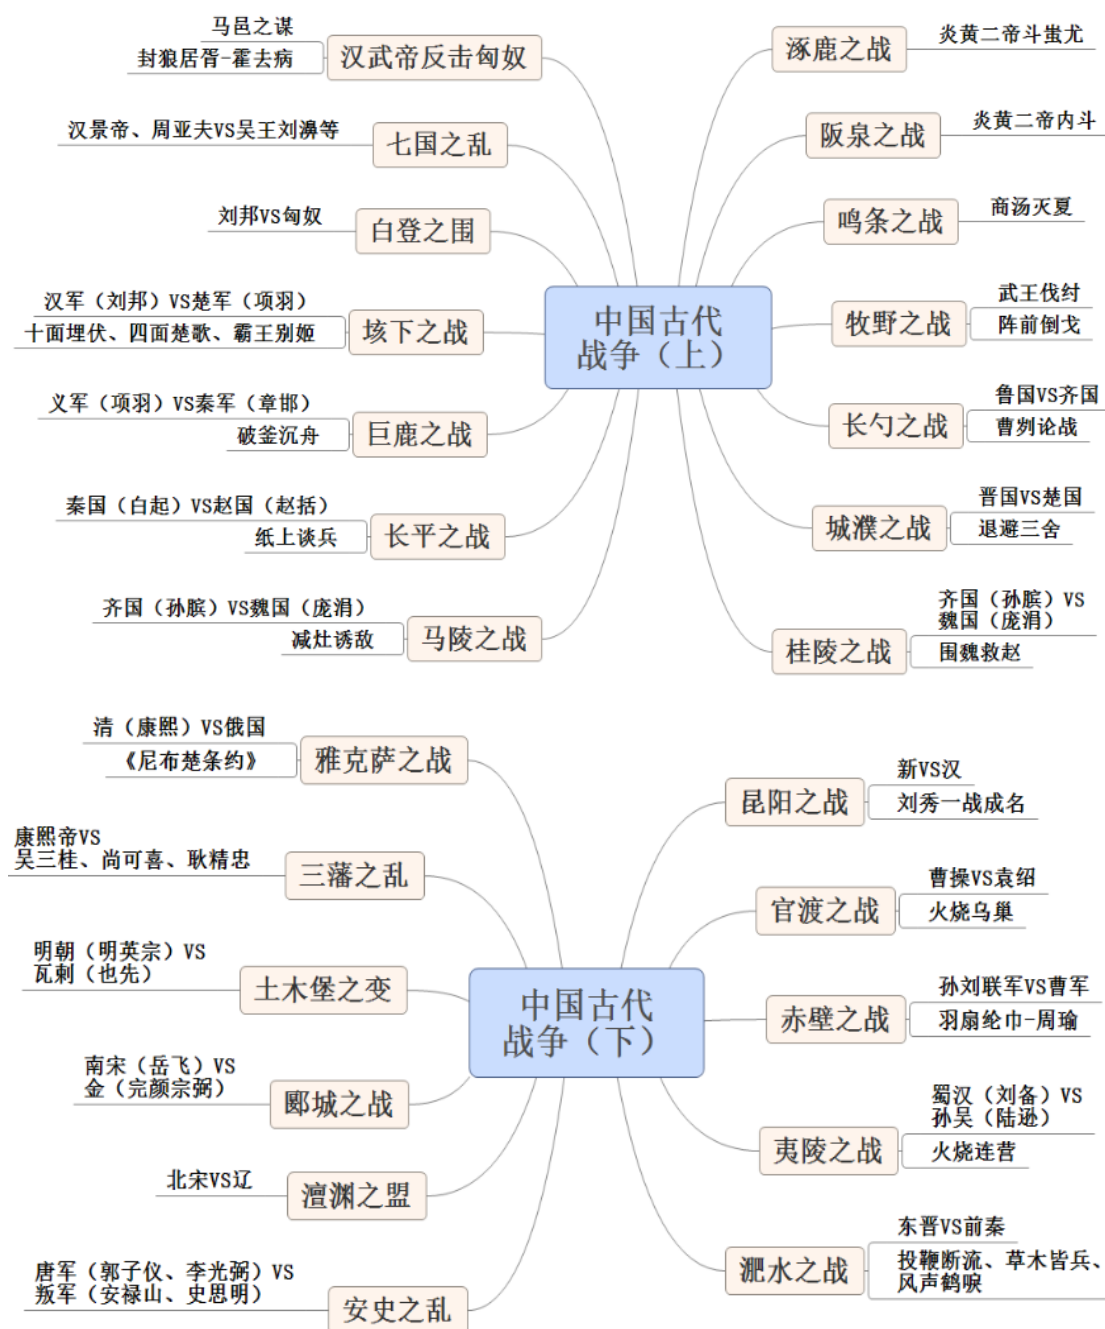 中国古代
战争（上）
涿鹿之战
炎黄二帝斗蚩尤
阪泉之战
炎黄二帝内斗
鸣条之战
商汤灭夏
牧野之战
武王伐纣
阵前倒戈
长勺之战
鲁国VS齐国
曹刿论战
城濮之战
晋国VS楚国
退避三舍
桂陵之战
齐国（孙膑）VS
魏国（庞涓）
围魏救赵
马陵之战
齐国（孙膑）VS魏国（庞涓）
减灶诱敌
长平之战
秦国（白起）VS赵国（赵括）
纸上谈兵
巨鹿之战
义军（项羽）VS秦军（章邯）
破釜沉舟
垓下之战
汉军（刘邦）VS楚军（项羽）
十面埋伏、四面楚歌、霸王别姬
白登之围
刘邦VS匈奴
七国之乱
汉景帝、周亚夫VS吴王刘濞等
汉武帝反击匈奴
马邑之谋
封狼居胥-霍去病
中国古代
战争（下）
昆阳之战
新VS汉
刘秀一战成名
官渡之战
曹操VS袁绍
火烧乌巢
赤壁之战
孙刘联军VS曹军
羽扇纶巾-周瑜
夷陵之战
蜀汉（刘备）VS
孙吴（陆逊）
火烧连营
淝水之战
东晋VS前秦
投鞭断流、草木皆兵、
风声鹤唳
安史之乱
唐军（郭子仪、李光弼）VS
叛军（安禄山、史思明）
澶渊之盟
北宋VS辽
郾城之战
南宋（岳飞）VS
金（完颜宗弼）
土木堡之变
明朝（明英宗）VS
瓦剌（也先）
三藩之乱
康熙帝VS
吴三桂、尚可喜、耿精忠
雅克萨之战
清（康熙）VS俄国
《尼布楚条约》